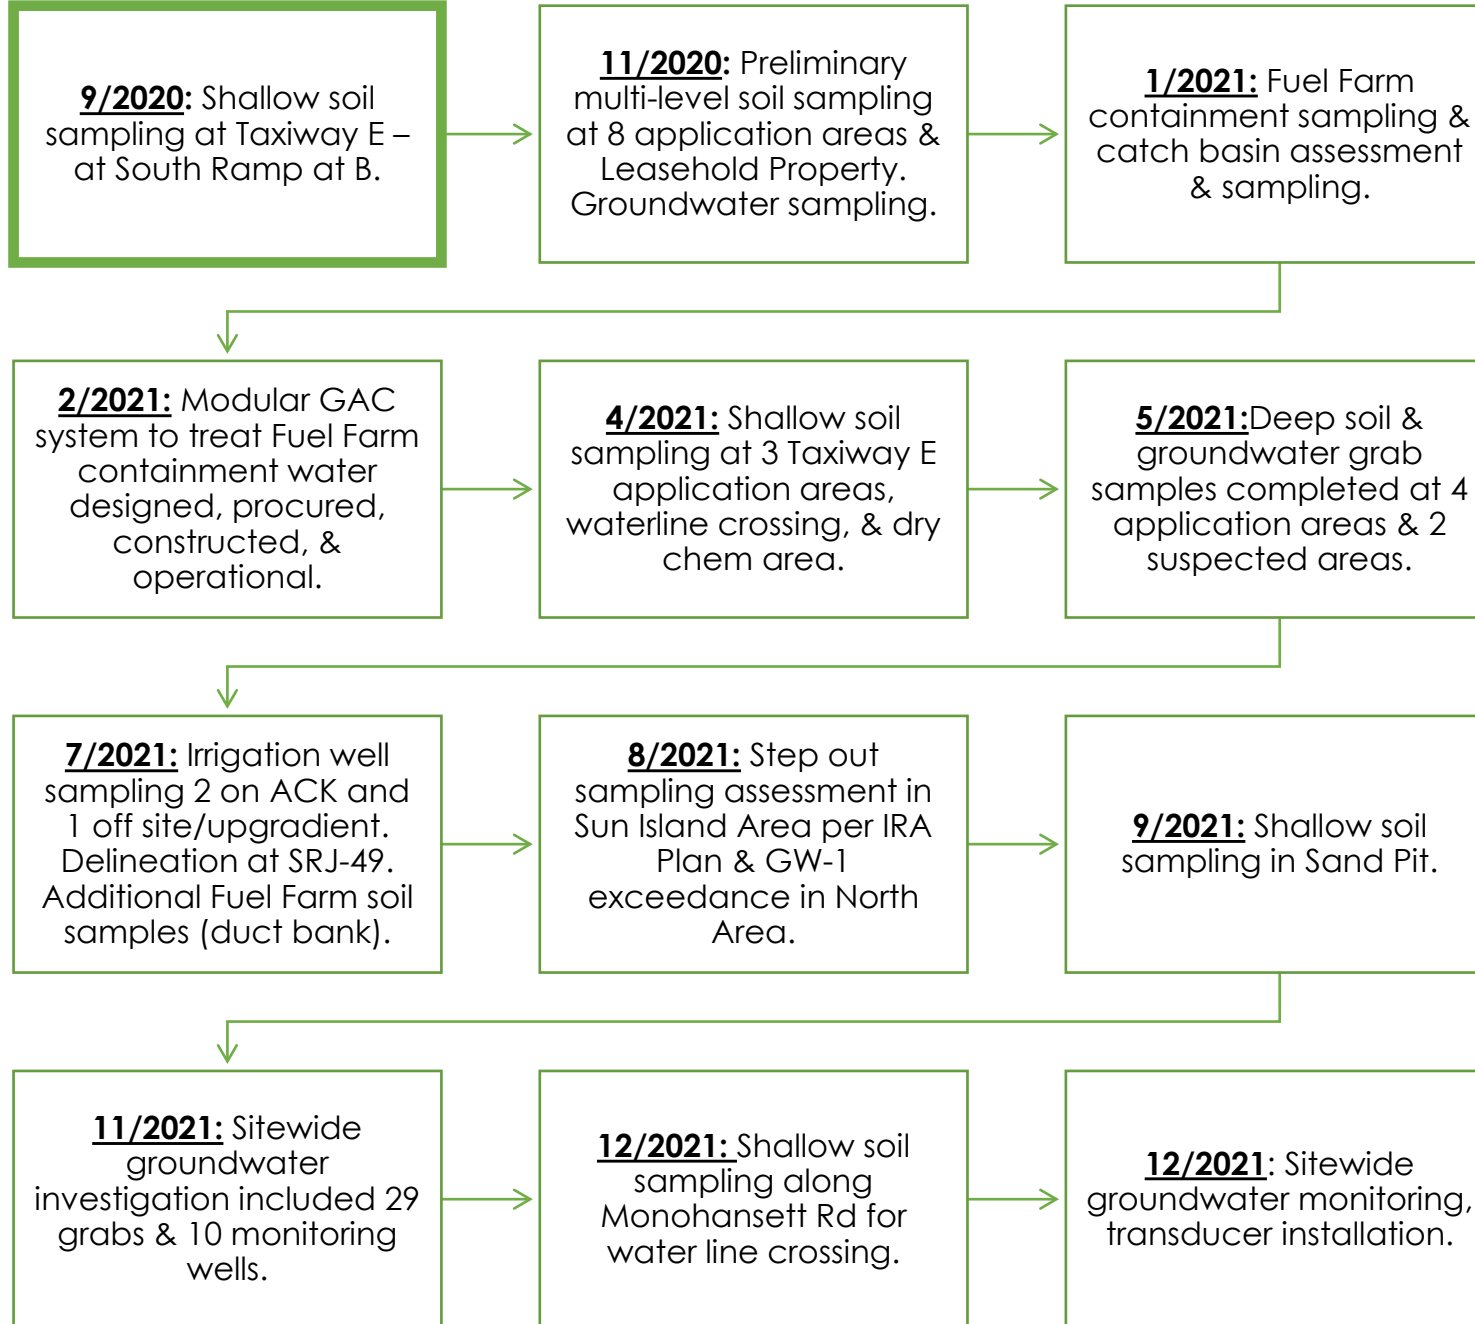 9/2020: Shallow soil
sampling at Taxiway E –
at South Ramp at B.
11/2020: Preliminary
multi-level soil sampling
at 8 application areas &
Leasehold Property.
Groundwater sampling.
1/2021: Fuel Farm
containment sampling &
catch basin assessment
& sampling.
2/2021: Modular GAC
system to treat Fuel Farm
containment water
designed, procured,
constructed, &
operational.
4/2021: Shallow soil
sampling at 3 Taxiway E
application areas,
waterline crossing, & dry
chem area.
5/2021:Deep soil &
groundwater grab
samples completed at 4
application areas & 2
suspected areas.
7/2021: Irrigation well
sampling 2 on ACK and
1 off site/upgradient.
Delineation at SRJ-49.
Additional Fuel Farm soil
samples (duct bank).
8/2021: Step out
sampling assessment in
Sun Island Area per IRA
Plan & GW-1
exceedance in North
Area.
9/2021: Shallow soil
sampling in Sand Pit.
11/2021: Sitewide
groundwater
investigation included 29
grabs & 10 monitoring
wells.
12/2021: Shallow soil
sampling along
Monohansett Rd for
water line crossing.
12/2021: Sitewide
groundwater monitoring,
transducer installation.